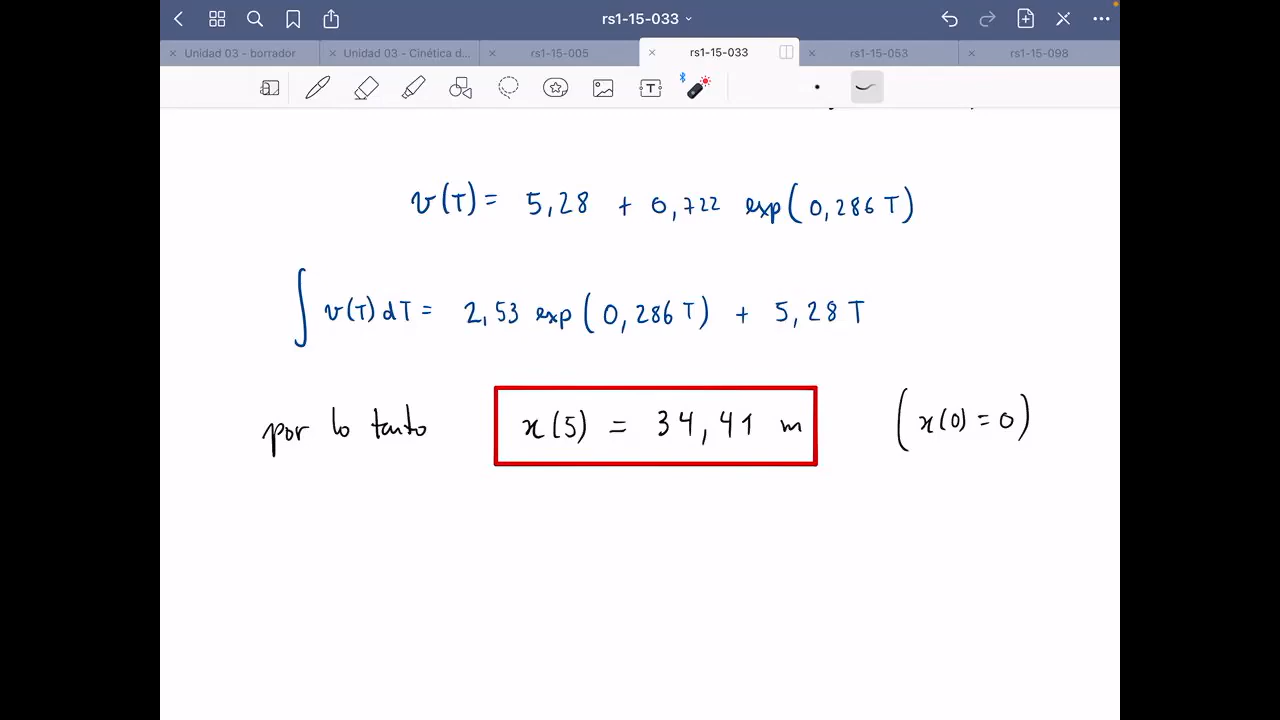 rs1-15-033
Unidad 03 - borrador
Unidad 03 - Cinética d...
rs1-15-005
rs1-15-033
rs1-15-053
rs1-15-098
v(T) = 5,28 + 0,722 exp(0,286 T)
∫ v(T) dT = 2,53 exp(0,286 T) + 5,28 T
por lo tanto x(5) = 34,41 m (x(0) = 0)